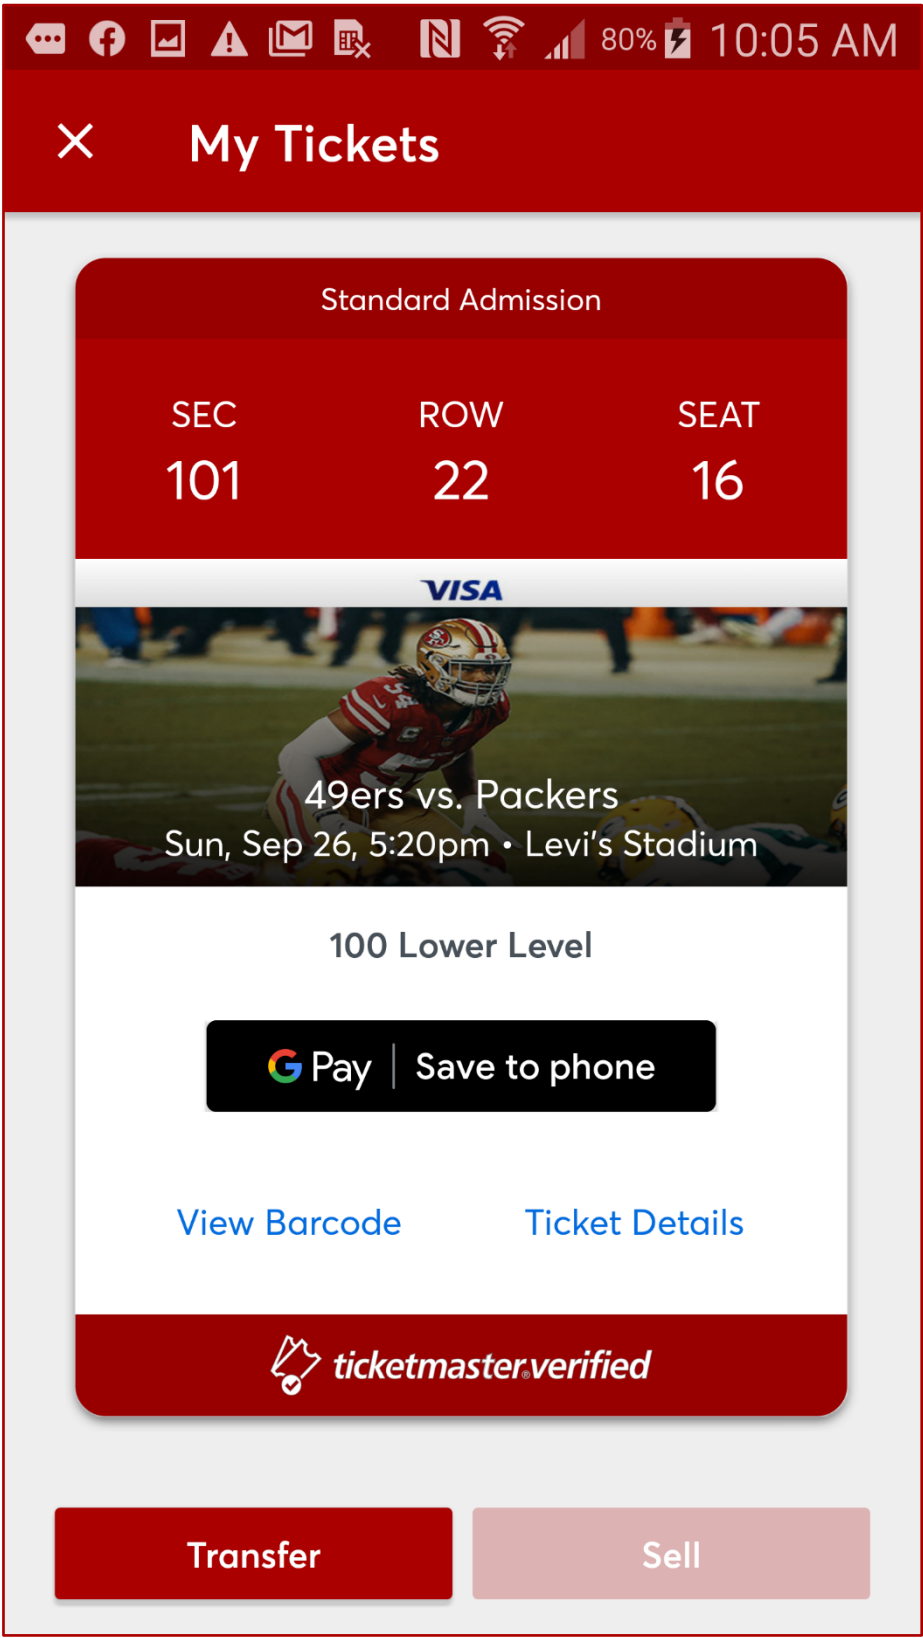 80% 10:05 AM
My Tickets
Standard Admission
SEC ROW SEAT
101 22 16
VISA
54
49ers vs. Packers
Sun, Sep 26, 5:20pm • Levi's Stadium
100 Lower Level
G Pay | Save to phone
View Barcode Ticket Details
ticketmaster® verified
Transfer Sell